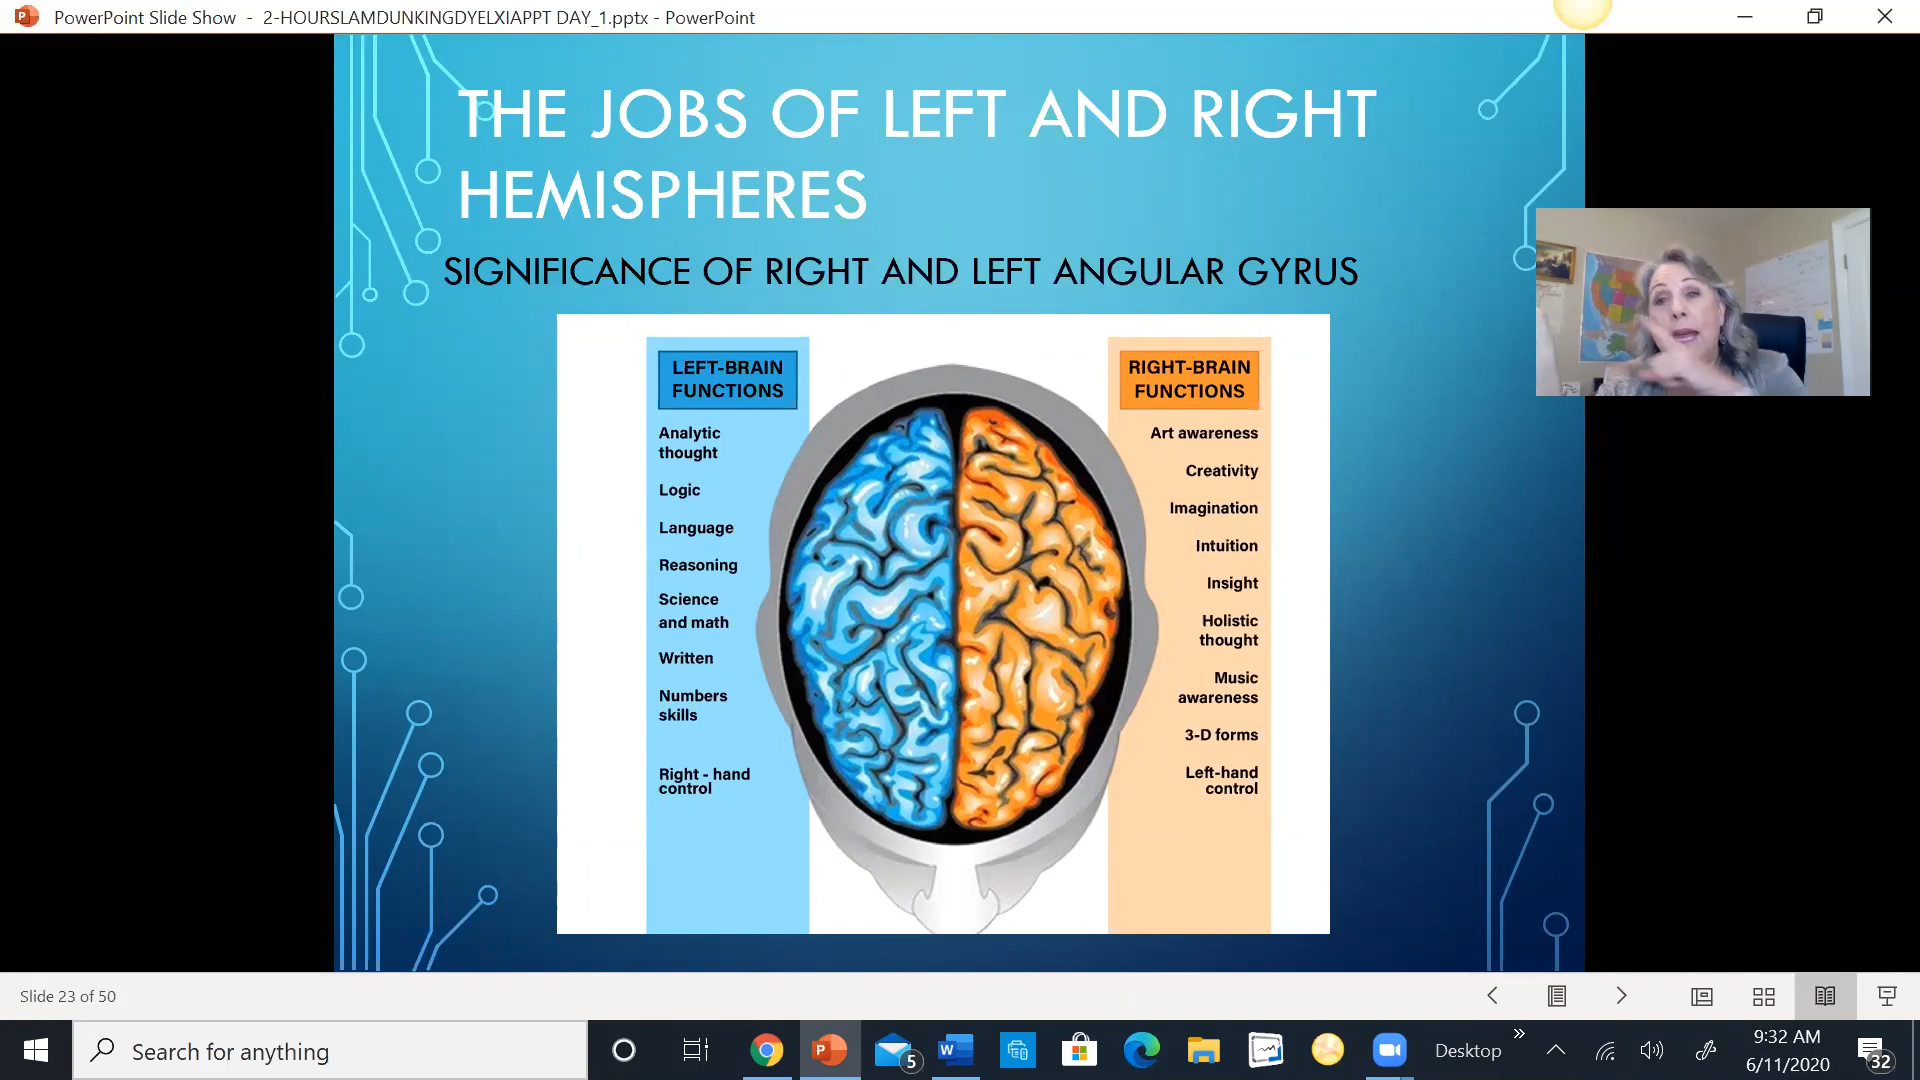 PowerPoint Slide Show - 2-HOURSLAMDUNKINGDYELXIAPPT DAY_1.pptx - PowerPoint
THE JOBS OF LEFT AND RIGHT
HEMISPHERES
SIGNIFICANCE OF RIGHT AND LEFT ANGULAR GYRUS
LEFT-BRAIN
FUNCTIONS
Analytic
thought
Logic
Language
Reasoning
Science
and math
Written
Numbers
skills
Right - hand
control
RIGHT-BRAIN
FUNCTIONS
Art awareness
Creativity
Imagination
Intuition
Insight
Holistic
thought
Music
awareness
3-D forms
Left-hand
control
Slide 23 of 50
Search for anything
5
Desktop
9:32 AM
6/11/2020
32